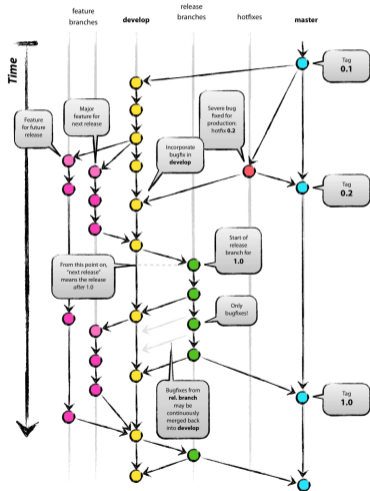 feature
branches
develop
release
branches
hotfixes
master
Time
Tag
0.1
Major
feature for
next release
Feature
for future
release
Severe bug
fixed for
production:
hotfix 0.2
Incorporate
bugfix in
develop
Tag
0.2
Start of
release
branch for
1.0
From this point on,
"next release"
means the release
after 1.0
Only
bugfixes!
Bugfixes from
rel. branch
may be
continuously
merged back
into develop
Tag
1.0